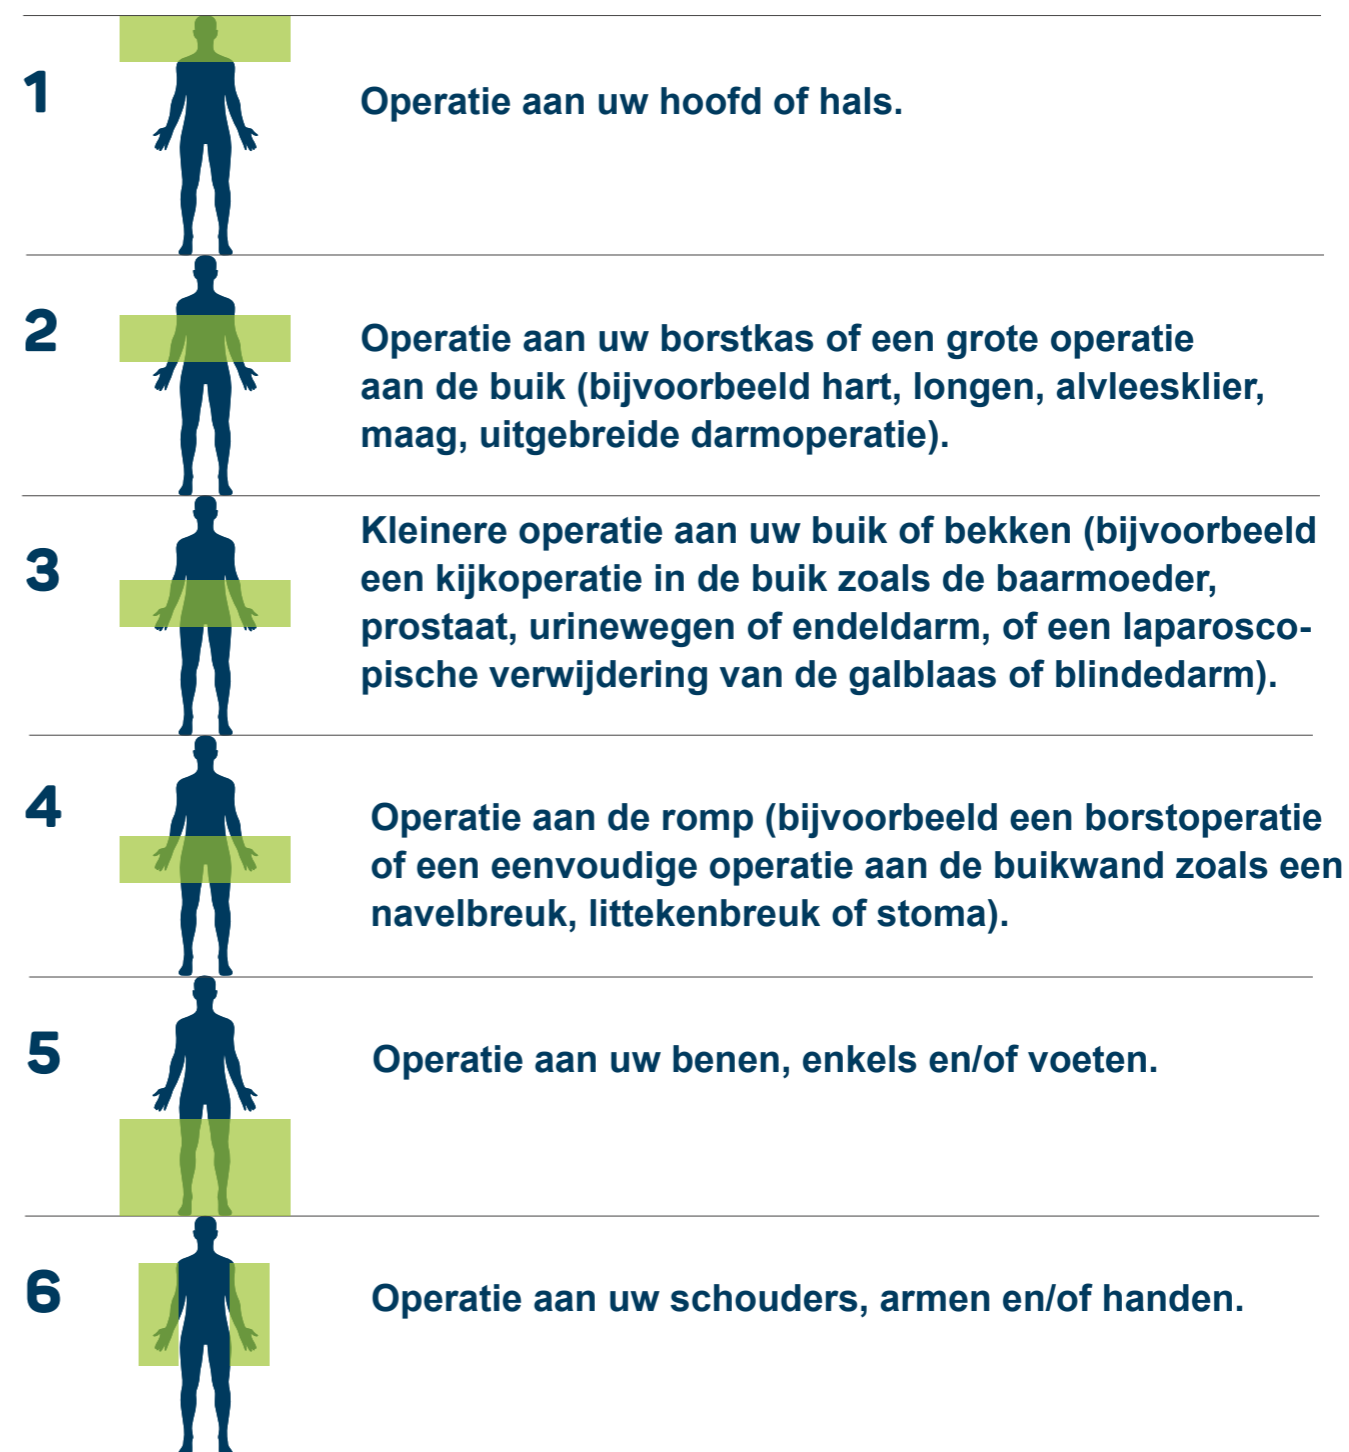 1
Operatie aan uw hoofd of hals.
2
Operatie aan uw borstkas of een grote operatie
aan de buik (bijvoorbeeld hart, longen, alvleesklier,
maag, uitgebreide darmoperatie).
3
Kleinere operatie aan uw buik of bekken (bijvoorbeeld
een kijkoperatie in de buik zoals de baarmoeder,
prostaat, urinewegen of endeldarm, of een laparosco-
pische verwijdering van de galblaas of blindedarm).
4
Operatie aan de romp (bijvoorbeeld een borstoperatie
of een eenvoudige operatie aan de buikwand zoals een
navelbreuk, littekenbreuk of stoma).
5
Operatie aan uw benen, enkels en/of voeten.
6
Operatie aan uw schouders, armen en/of handen.